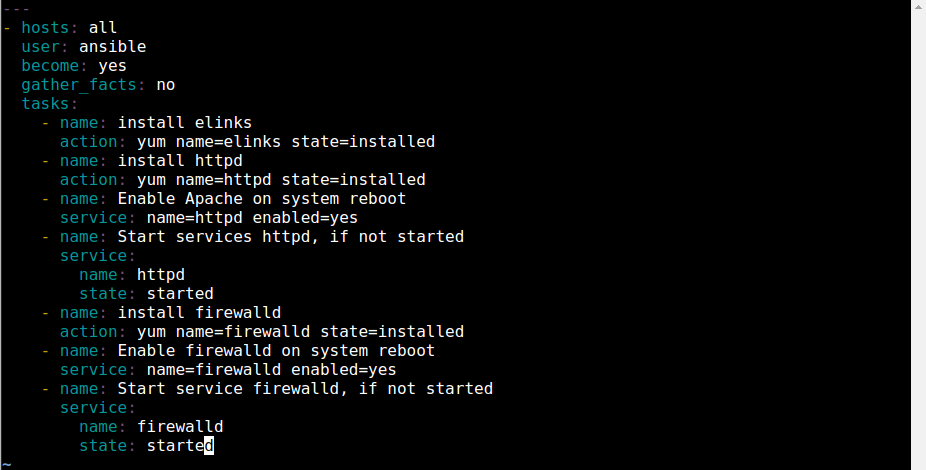 ---
- hosts: all
  user: ansible
  become: yes
  gather_facts: no
  tasks:
    - name: install elinks
      action: yum name=elinks state=installed
    - name: install httpd
      action: yum name=httpd state=installed
    - name: Enable Apache on system reboot
      service: name=httpd enabled=yes
    - name: Start services httpd, if not started
      service:
        name: httpd
        state: started
    - name: install firewalld
      action: yum name=firewalld state=installed
    - name: Enable firewalld on system reboot
      service: name=firewalld enabled=yes
    - name: Start service firewalld, if not started
      service:
        name: firewalld
        state: started
~